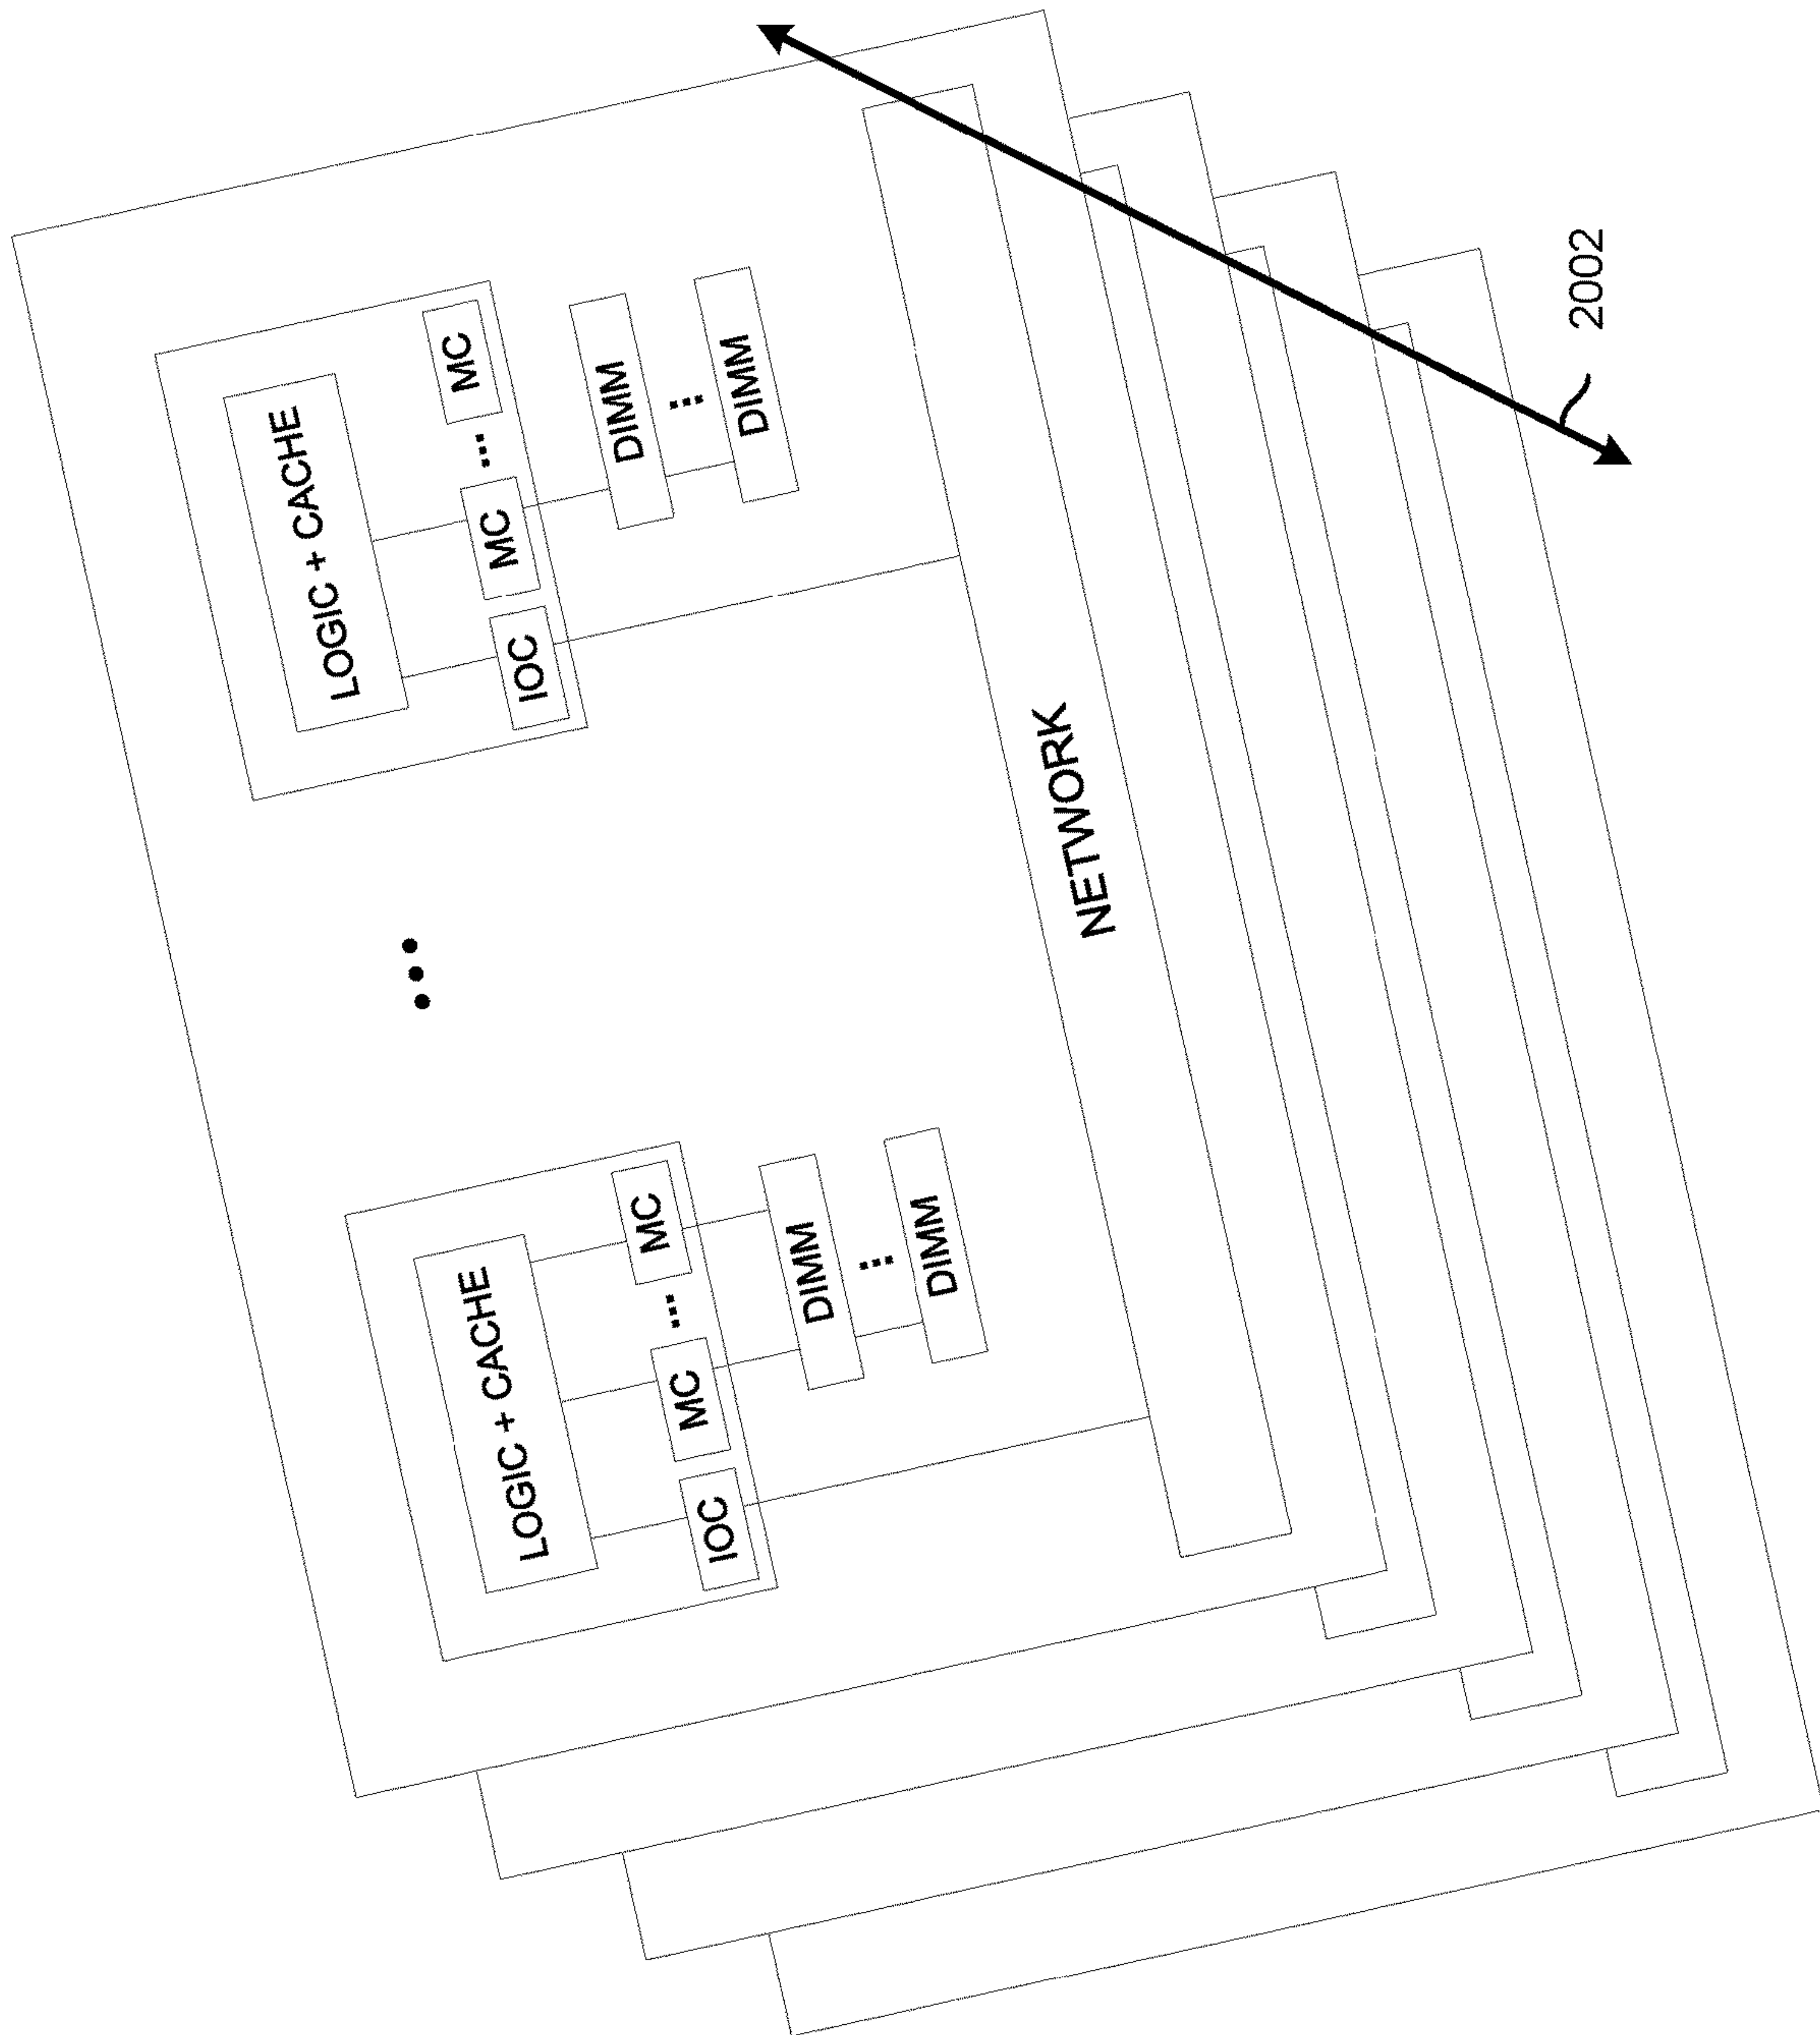 LOGIC + CACHE
IOC
MC
...
MC
DIMM
...
DIMM
...
LOGIC + CACHE
IOC
MC
...
MC
DIMM
...
DIMM
NETWORK
2002